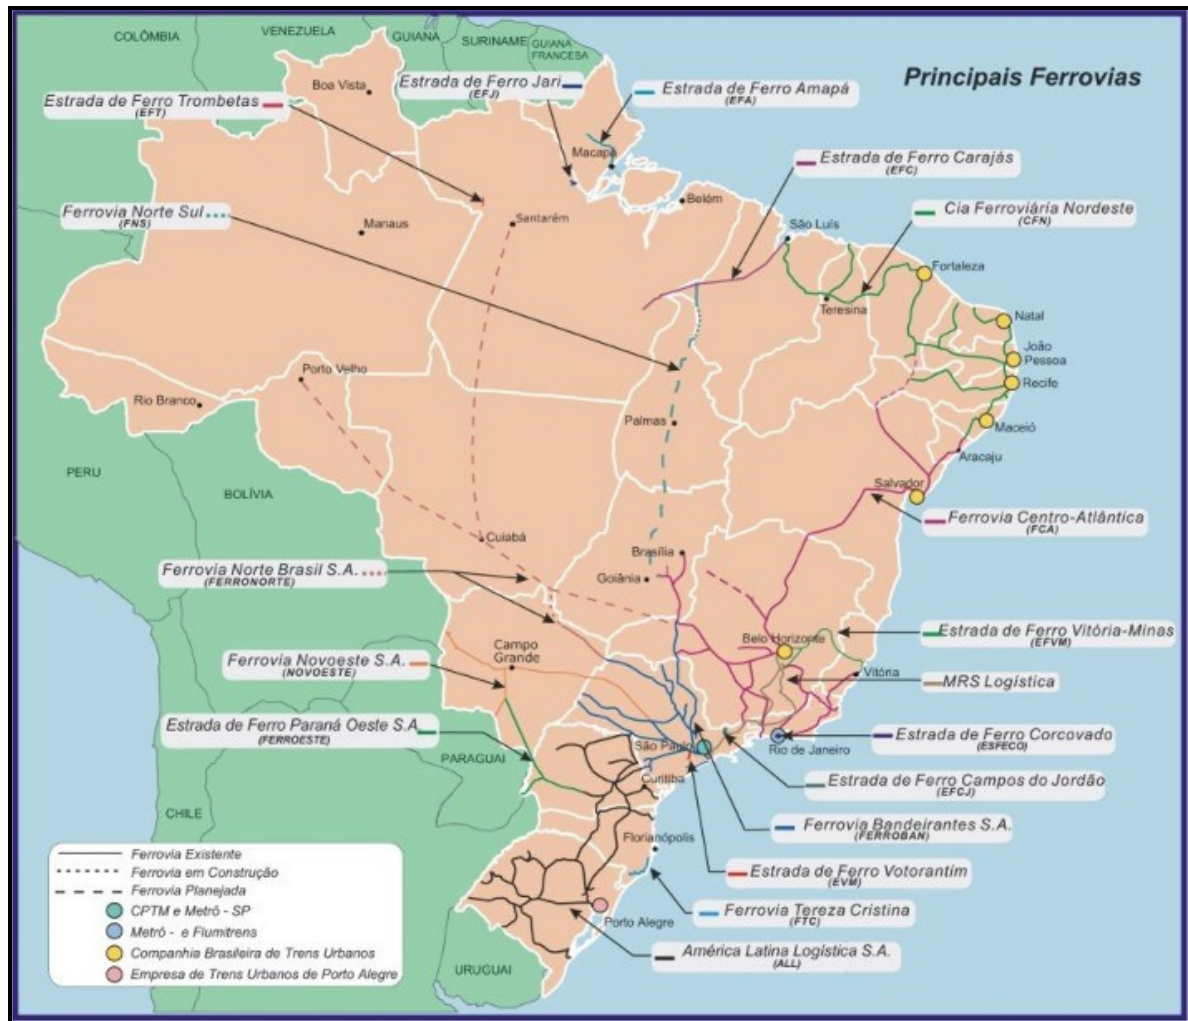 COLÔMBIA
VENEZUELA
GUIANA
SURINAME
GUIANA
FRANCESA
Principais Ferrovias
Boa Vista
Estrada de Ferro Jari
(EFJ)
Estrada de Ferro Amapá
(EFA)
Estrada de Ferro Trombetas
(EFT)
Macapá
Estrada de Ferro Carajás
(EFC)
Belém
Ferrovia Norte Sul
(FNS)
Santarém
Manaus
São Luís
Cia Ferroviária Nordeste
(CFN)
Fortaleza
Teresina
Natal
João
Pessoa
Porto Velho
Recife
Rio Branco
Palmas
Maceió
Aracaju
PERU
BOLÍVIA
Salvador
Ferrovia Centro-Atlântica
(FCA)
Cuiabá
Brasília
Goiânia
Ferrovia Norte Brasil S.A.
(FERRONORTE)
Estrada de Ferro Vitória-Minas
(EFVM)
Belo Horizonte
Campo
Grande
Ferrovia Novoeste S.A.
(NOVOESTE)
Vitória
MRS Logística
Estrada de Ferro Paraná Oeste S.A.
(FERROESTE)
São Paulo
Rio de Janeiro
Estrada de Ferro Corcovado
(ESFECO)
PARAGUAI
Curitiba
Estrada de Ferro Campos do Jordão
(EFCJ)
CHILE
Florianópolis
Ferrovia Bandeirantes S.A.
(FERROBAN)
Estrada de Ferro Votorantim
(EVM)
Ferrovia Tereza Cristina
(FTC)
Porto Alegre
América Latina Logística S.A.
(ALL)
URUGUAI
Ferrovia Existente
Ferrovia em Construção
Ferrovia Planejada
CPTM e Metrô - SP
Metrô - e Flumitrens
Companhia Brasileira de Trens Urbanos
Empresa de Trens Urbanos de Porto Alegre